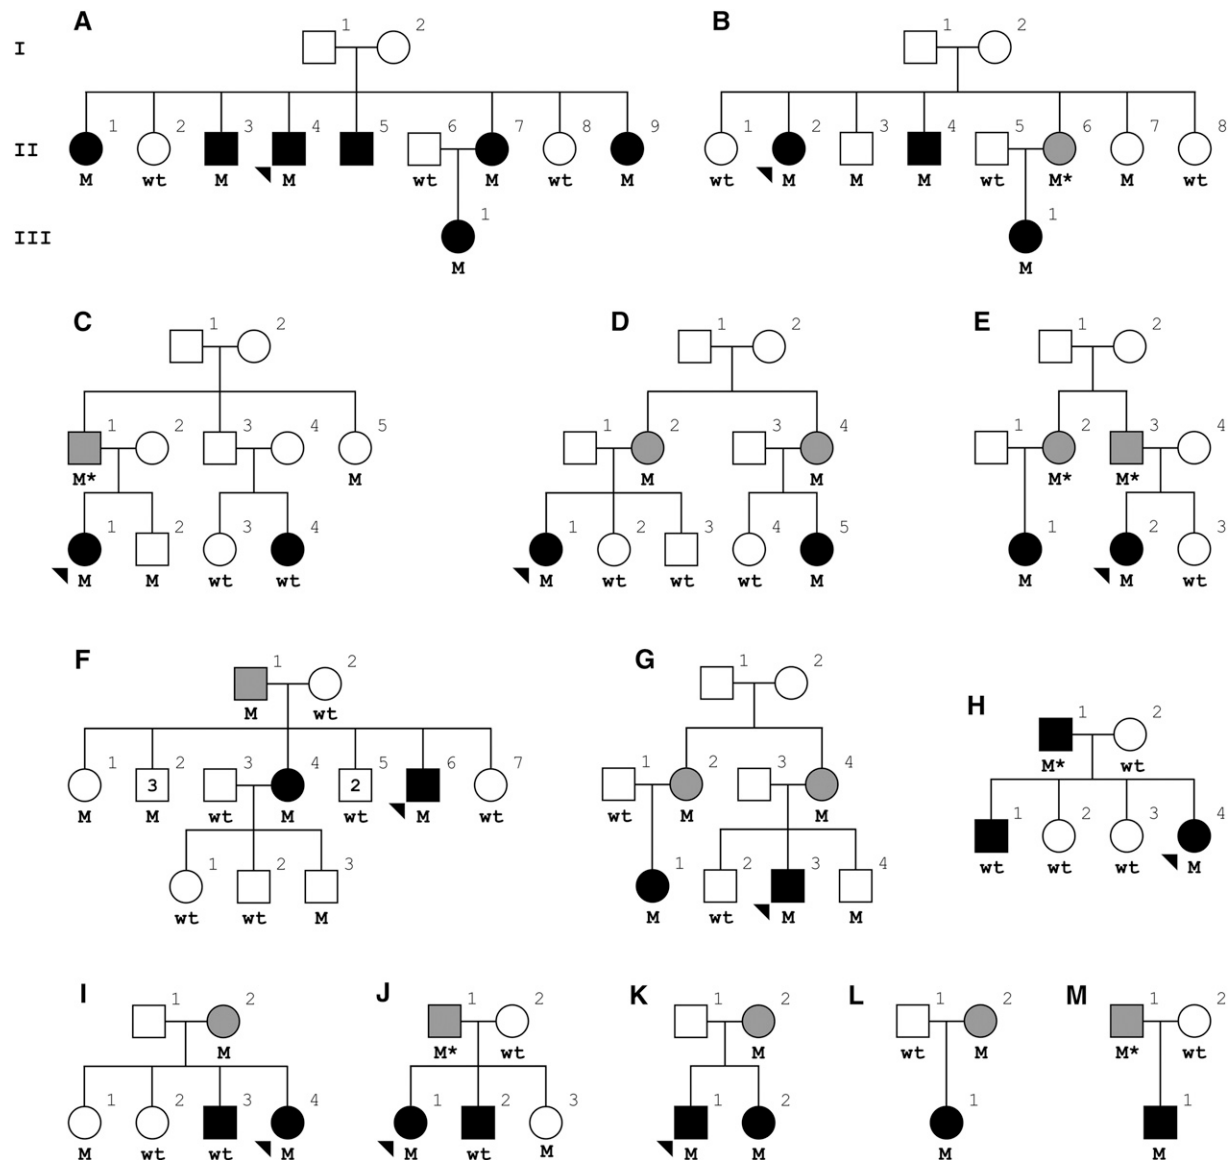 A B
I 1 2 1 2
1 2 3 4 5 6 7 8 9 1 2 3 4 5 6 7 8
II
M wt M M wt M wt M wt M M M wt M* M wt
1 1
III
M M
C D E
1 2 1 2 1 2
1 2 3 4 5 1 2 3 4 1 2 3 4
M* M M M M* M*
1 2 3 4 1 2 3 4 5 1 2 3
M M wt wt M wt wt wt M M M wt
F G H
1 2 1 2 1 2
M wt M* wt
1 2 3 4 5 6 7 1 2 3 4 1 2 3 4
3 2
M M wt M wt M wt wt M M wt wt wt M
1 2 3 1 2 3 4
wt wt M M wt M M
I J K L M
1 2 1 2 1 2 1 2 1 2
M M* wt M wt M M* wt
1 2 3 4 1 2 3 1 2 1 1
M wt wt M M wt M M M M M